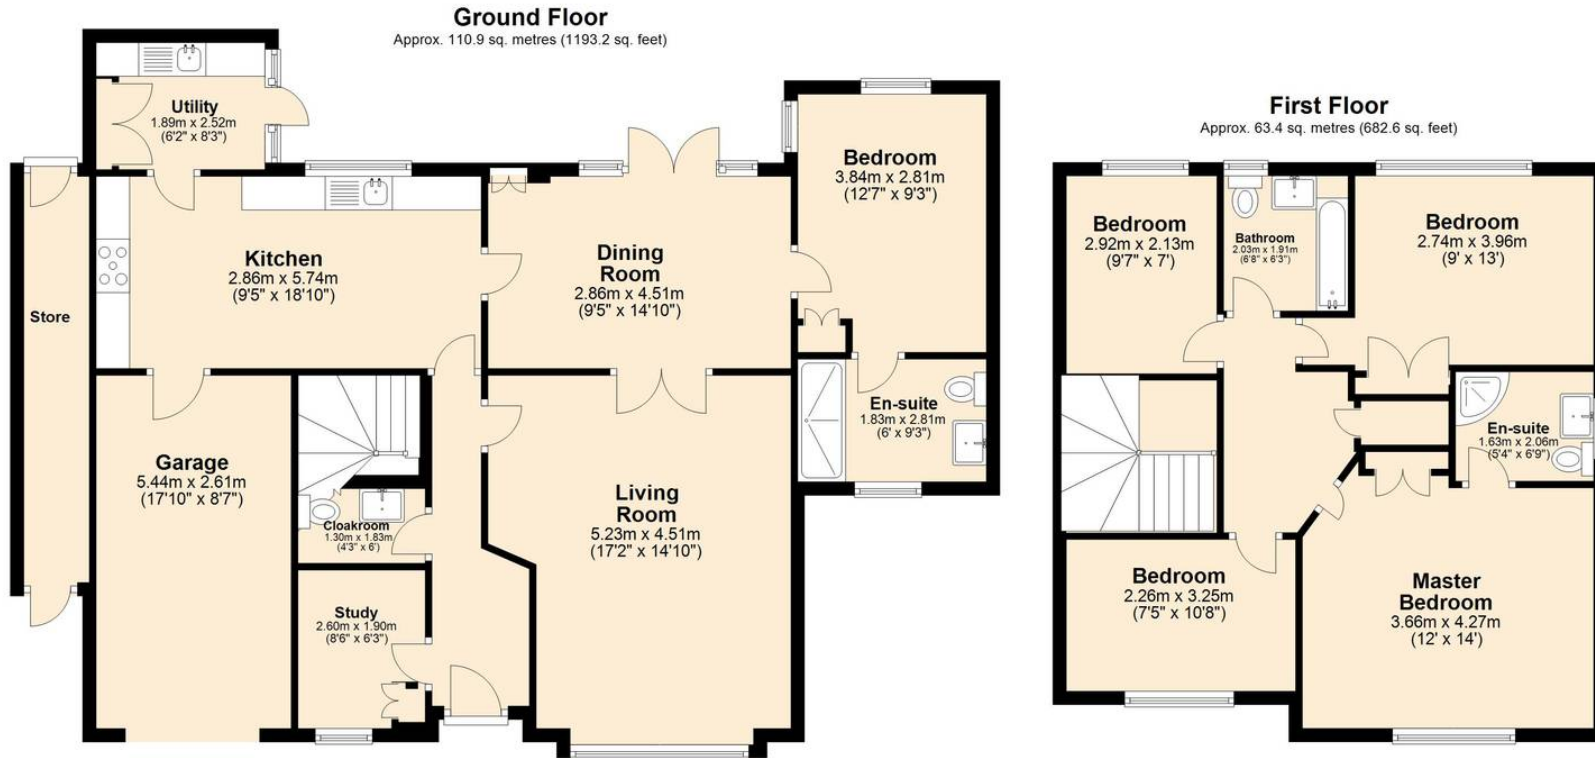 Ground Floor
Approx. 110.9 sq. metres (1193.2 sq. feet)
Utility
1.89m x 2.52m
(6'2" x 8'3")
Bedroom
3.84m x 2.81m
(12'7" x 9'3")
Kitchen
2.86m x 5.74m
(9'5" x 18'10")
Dining
Room
2.86m x 4.51m
(9'5" x 14'10")
Store
En-suite
1.83m x 2.81m
(6' x 9'3")
Garage
5.44m x 2.61m
(17'10" x 8'7")
Living
Room
5.23m x 4.51m
(17'2" x 14'10")
Cloakroom
1.30m x 1.83m
(4'3" x 6')
Study
2.60m x 1.90m
(8'6" x 6'3")
First Floor
Approx. 63.4 sq. metres (682.6 sq. feet)
Bedroom
2.92m x 2.13m
(9'7" x 7')
Bathroom
2.03m x 1.91m
(6'8" x 6'3")
Bedroom
2.74m x 3.96m
(9' x 13')
En-suite
1.63m x 2.06m
(5'4" x 6'9")
Bedroom
2.26m x 3.25m
(7'5" x 10'8")
Master
Bedroom
3.66m x 4.27m
(12' x 14')